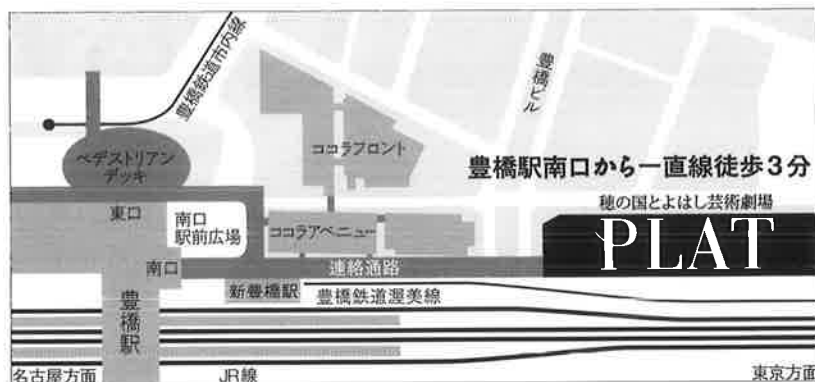 豊橋鉄道市内線
豊橋ビル
ペデストリアン
デッキ
ココラフロント
豊橋駅南口から一直線徒歩3分
穂の国とよはし芸術劇場
PLAT
東口
南口
駅前広場
ココラアベニュー
南口
連絡通路
新豊橋駅
豊橋鉄道渥美線
豊橋駅
名古屋方面
JR線
東京方面